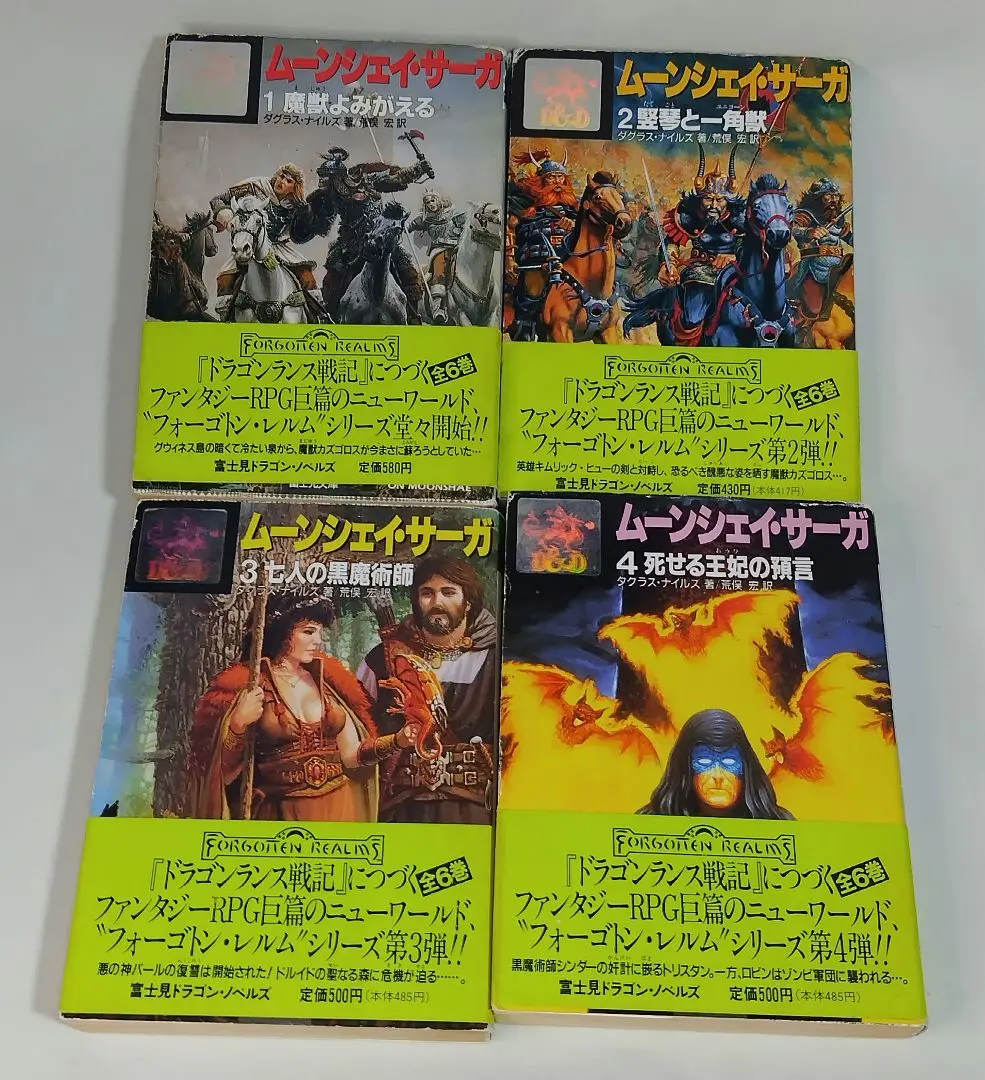 ムーンシェイ・サーガ
1 魔獣よみがえる
ダグラス・ナイルズ 著/荒俣 宏 訳
FORGOTTEN REALMS
『ドラゴンランス戦記』につづく
全6巻
ファンタジーRPG巨篇のニューワールド、
“フォーゴトン・レルム”シリーズ堂々開始!!
グウィネス島の暗くて冷たい泉から、魔獣カズゴロスが今まさに蘇ろうとしていた…
富士見ドラゴン・ノベルズ 定価580円
富士見文庫 ON MOONSHAE
D&D
ムーンシェイ・サーガ
2 竪琴と一角獣
ダグラス・ナイルズ 著/荒俣 宏 訳
FORGOTTEN REALMS
『ドラゴンランス戦記』につづく
全6巻
ファンタジーRPG巨篇のニューワールド、
“フォーゴトン・レルム”シリーズ第2弾!!
英雄キムリック・ヒューの剣と対峙し、恐るべき醜悪な姿を晒す魔獣カズゴロス…。
富士見ドラゴン・ノベルズ 定価430円(本体417円)
D&D
ムーンシェイ・サーガ
3 七人の黒魔術師
ダグラス・ナイルズ 著 荒俣 宏 訳
FORGOTTEN REALMS
『ドラゴンランス戦記』につづく
全6巻
ファンタジーRPG巨篇のニューワールド、
“フォーゴトン・レルム”シリーズ第3弾!!
悪の神バールの復讐は開始された!ドルイドの聖なる森に危機が迫る……。
富士見ドラゴン・ノベルズ 定価500円(本体485円)
D&D
ムーンシェイ・サーガ
4 死せる王妃の預言
ダグラス・ナイルズ 著/荒俣 宏 訳
FORGOTTEN REALMS
『ドラゴンランス戦記』につづく
全6巻
ファンタジーRPG巨篇のニューワールド、
“フォーゴトン・レルム”シリーズ第4弾!!
黒魔術師シンダーの奸計に嵌るトリスタン。一方、ロビンはゾンビ軍団に襲われる…。
富士見ドラゴン・ノベルズ 定価500円(本体485円)